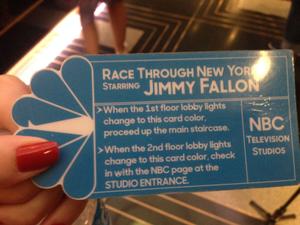 RACE THROUGH NEW YORK
STARRING JIMMY FALLON
> When the 1st floor lobby lights
change to this card color,
proceed up the main staircase.
> When the 2nd floor lobby
lights change to this card color, check
in with the NBC page at the
STUDIO ENTRANCE.
NBC
TELEVISION
STUDIOS